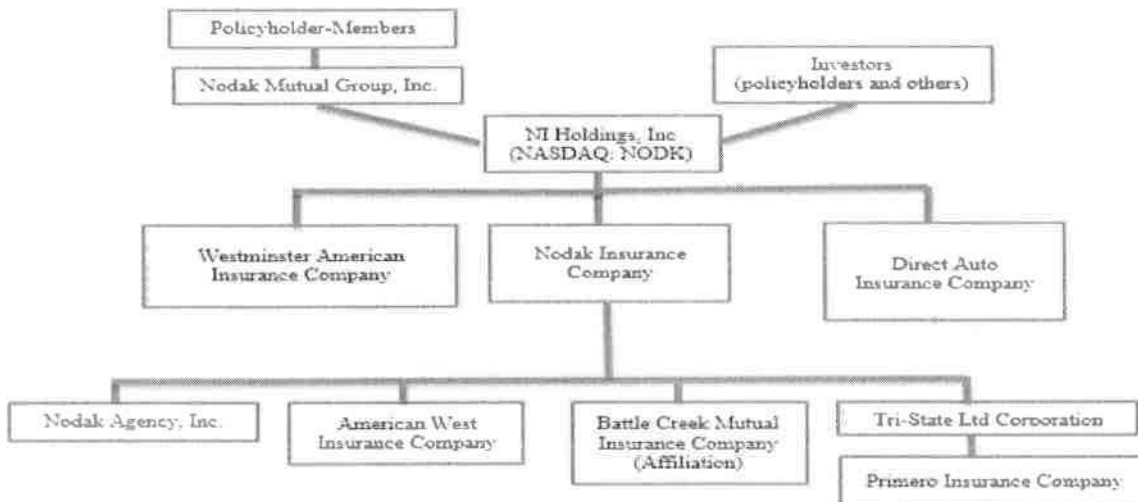 Policyholder-Members
Nodak Mutual Group, Inc.
Investors
(policyholders and others)
NI Holdings, Inc
(NASDAQ: NODK)
Westminster American
Insurance Company
Nodak Insurance
Company
Direct Auto
Insurance Company
Nodak Agency, Inc.
American West
Insurance Company
Battle Creek Mutual
Insurance Company
(Affiliation)
Tri-State Ltd Corporation
Primero Insurance Company